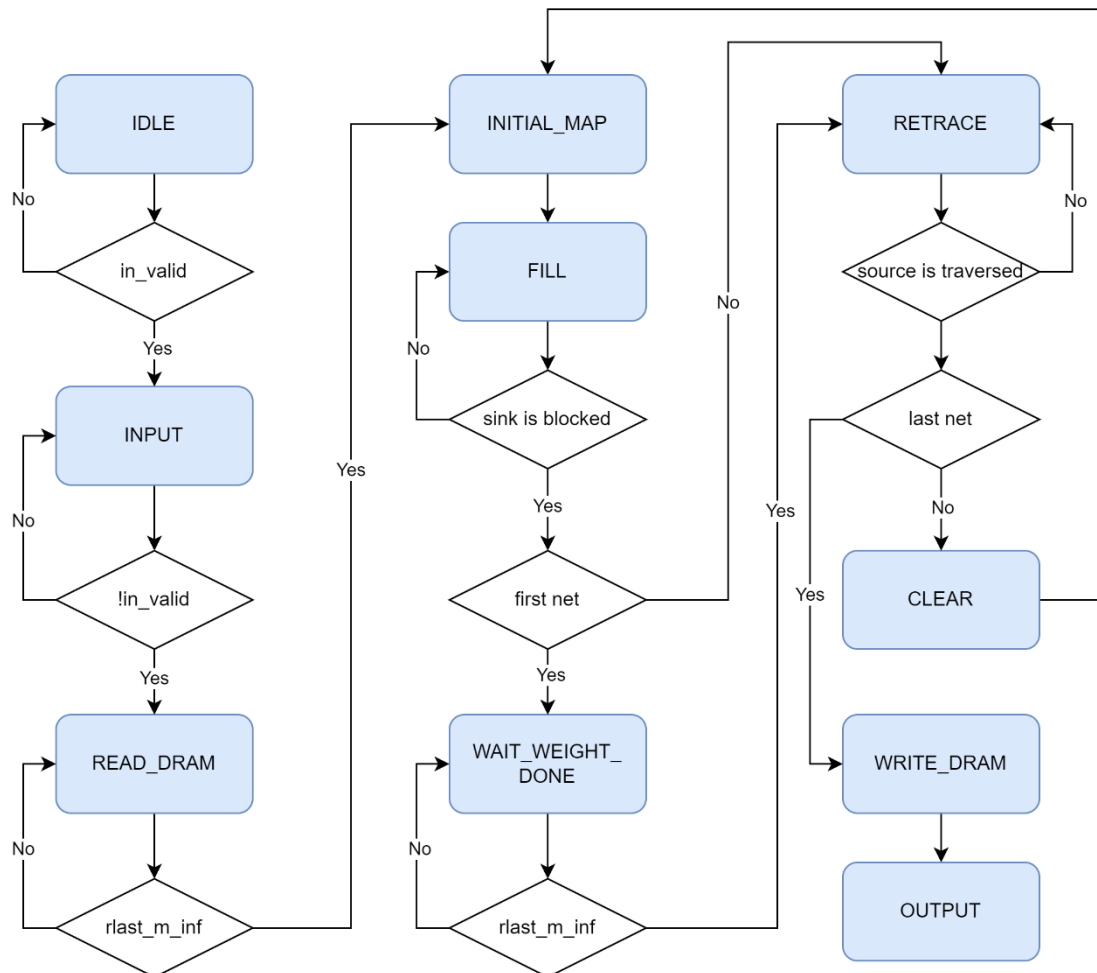 IDLE
No
in_valid
Yes
INPUT
No
!in_valid
Yes
READ_DRAM
No
rlast_m_inf
Yes
INITIAL_MAP
FILL
No
sink is blocked
Yes
first net
No
Yes
WAIT_WEIGHT_
DONE
No
rlast_m_inf
Yes
RETRACE
No
source is traversed
last net
No
Yes
CLEAR
WRITE_DRAM
OUTPUT